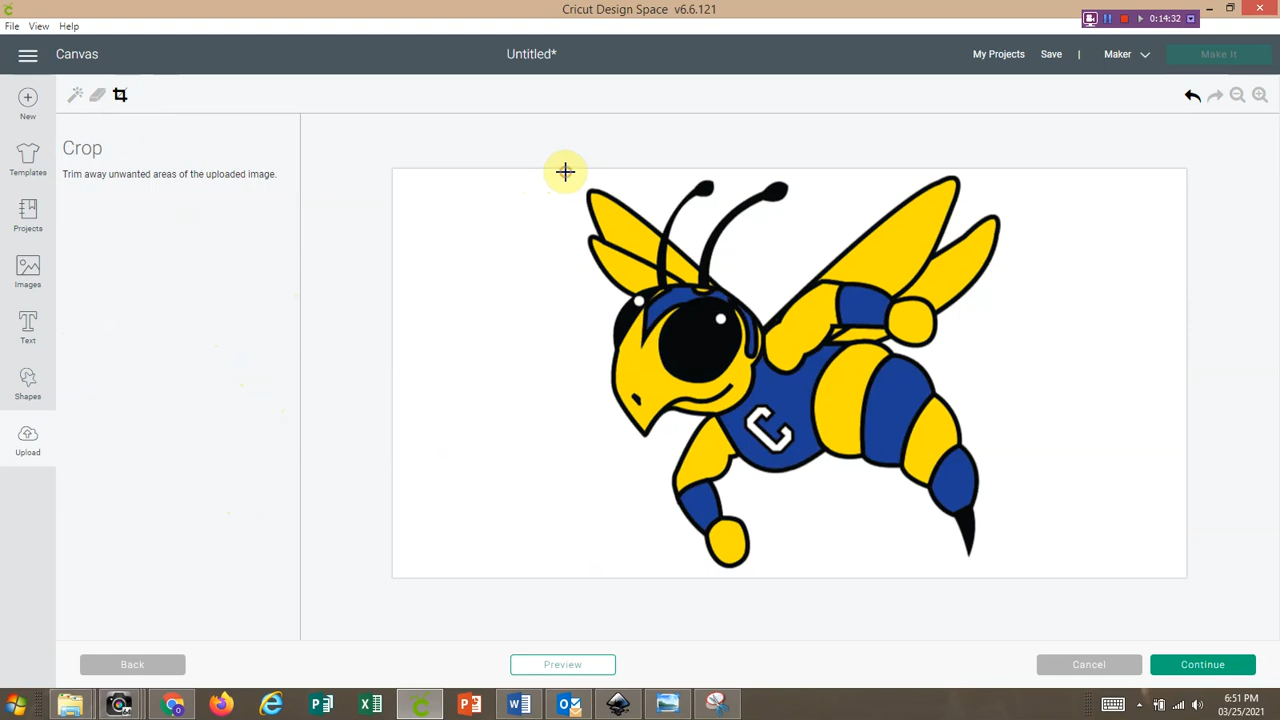 Cricut Design Space v6.6.121
File View Help
0:14:32
Canvas
Untitled*
My Projects Save | Maker Make It
New
Templates
Projects
Images
Text
Shapes
Upload
Crop
Trim away unwanted areas of the uploaded image.
C
Back Preview Cancel Continue
6:51 PM
03/25/2021